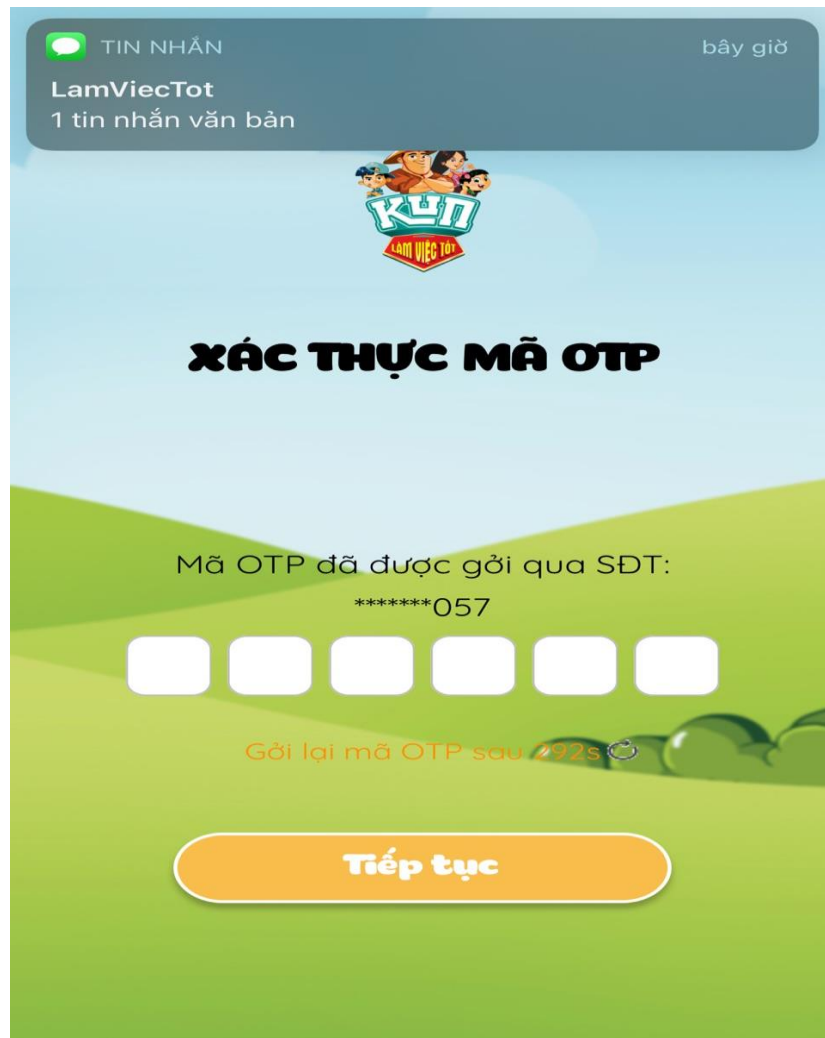 TIN NHẮN
bây giờ
LamViecTot
1 tin nhắn văn bản
KUN
LÀM VIỆC TỐT
XÁC THỰC MÃ OTP
Mã OTP đã được gởi qua SĐT:
*******057
Gởi lại mã OTP sau 292s
Tiếp tục